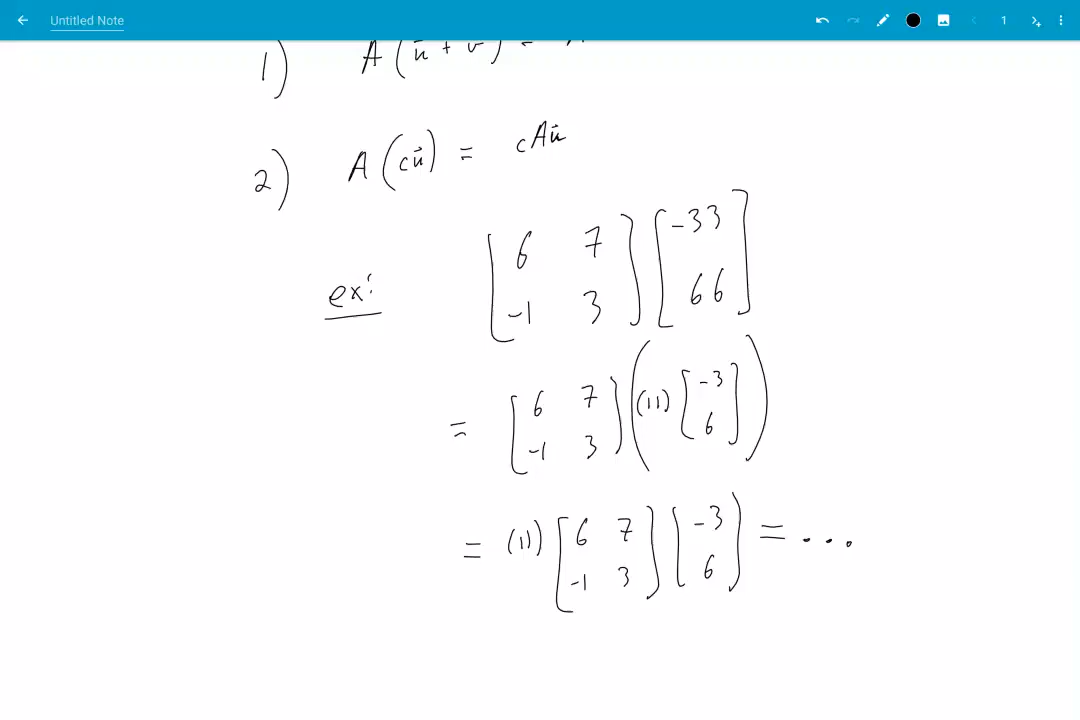 Untitled Note 1
1) A(u⃗ + v⃗) =
2) A(cu⃗) = cAu⃗
ex: [6 7; -1 3] [-33; 66]
= [6 7; -1 3] ((11) [-3; 6])
= (11) [6 7; -1 3] [-3; 6] = ...